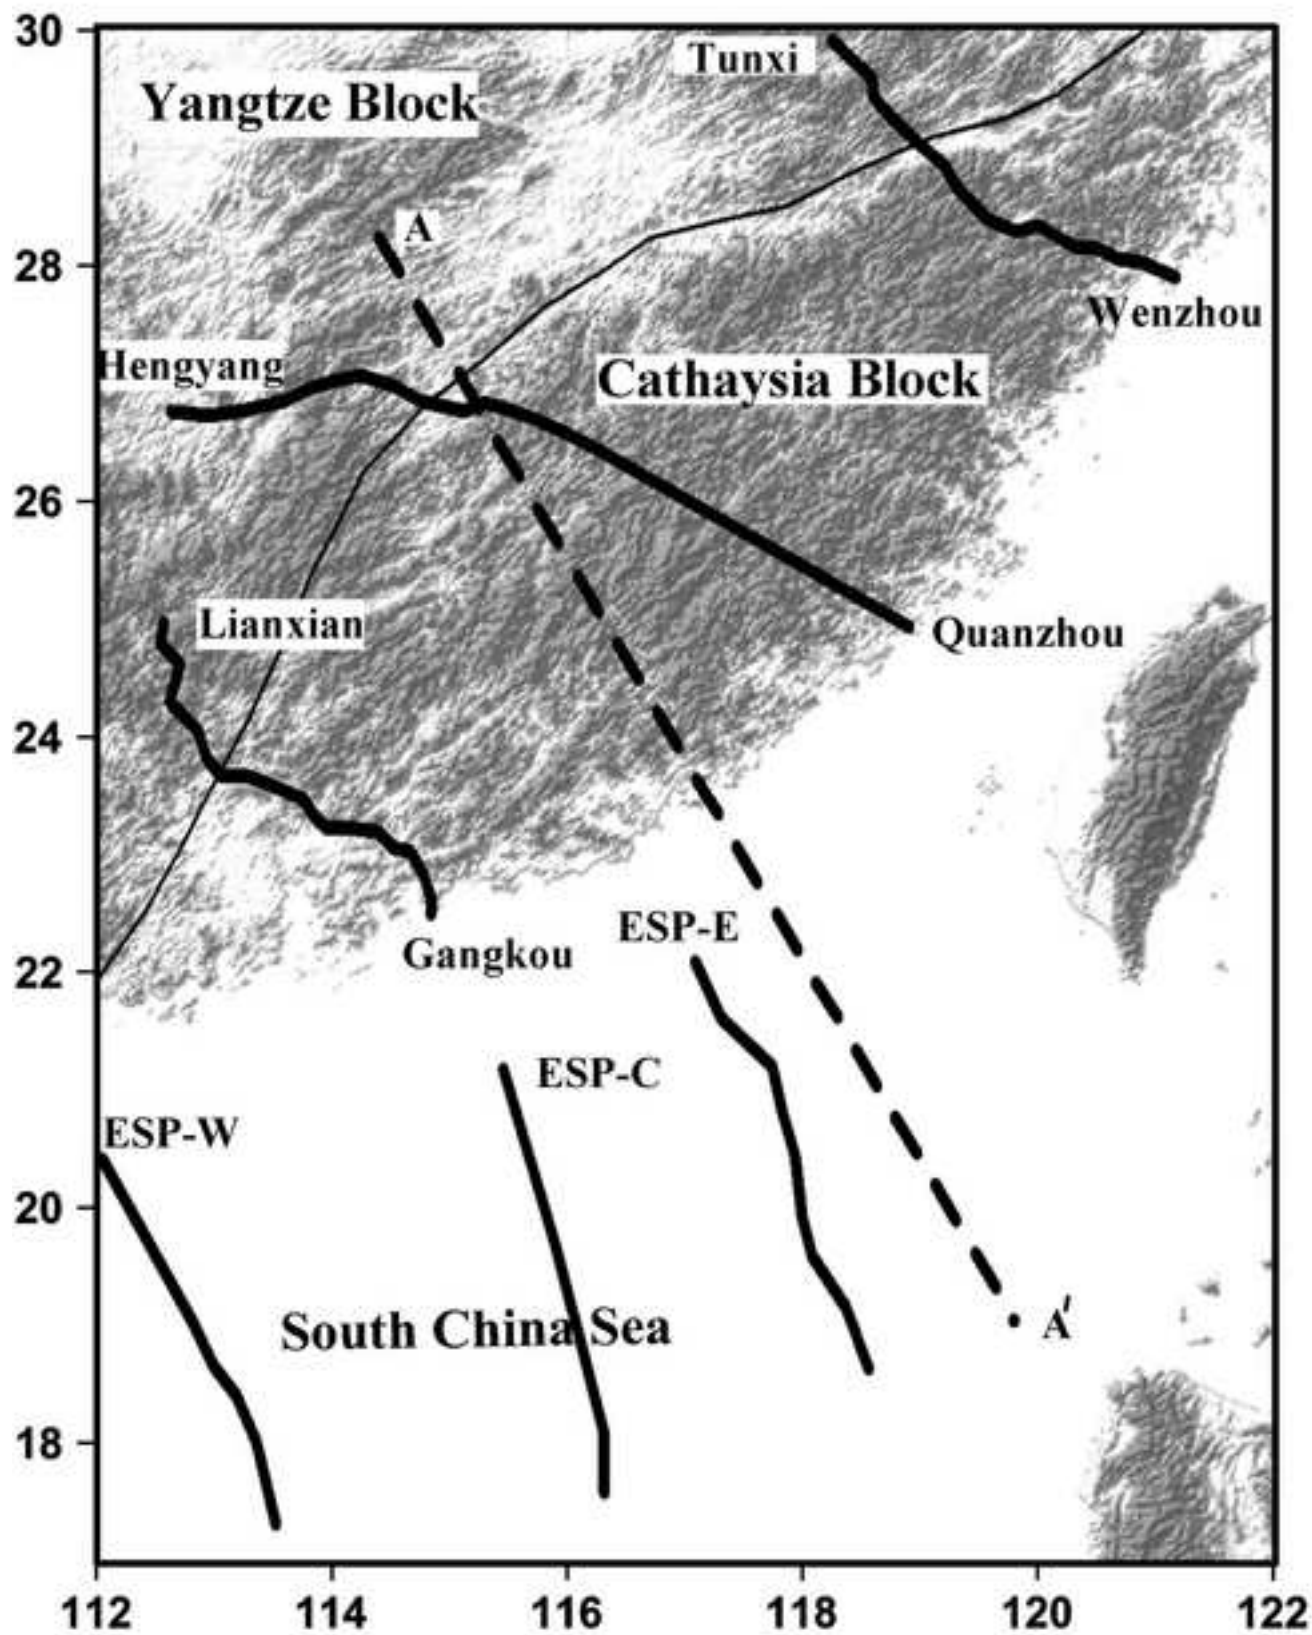 30
Tunxi
Yangtze Block
A
28
Wenzhou
Hengyang
Cathaysia Block
26
Lianxian
Quanzhou
24
ESP-E
Gangkou
22
ESP-C
ESP-W
20
South China Sea
A'
18
112 114 116 118 120 122